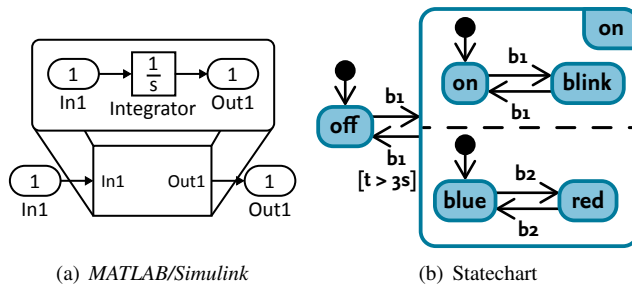 1
In1
1
s
Integrator
1
Out1
1
In1
In1
Out1
1
Out1
(a) MATLAB/Simulink
on
b1
on
blink
b1
off
b1
b1
[t > 3s]
b2
blue
red
b2
(b) Statechart